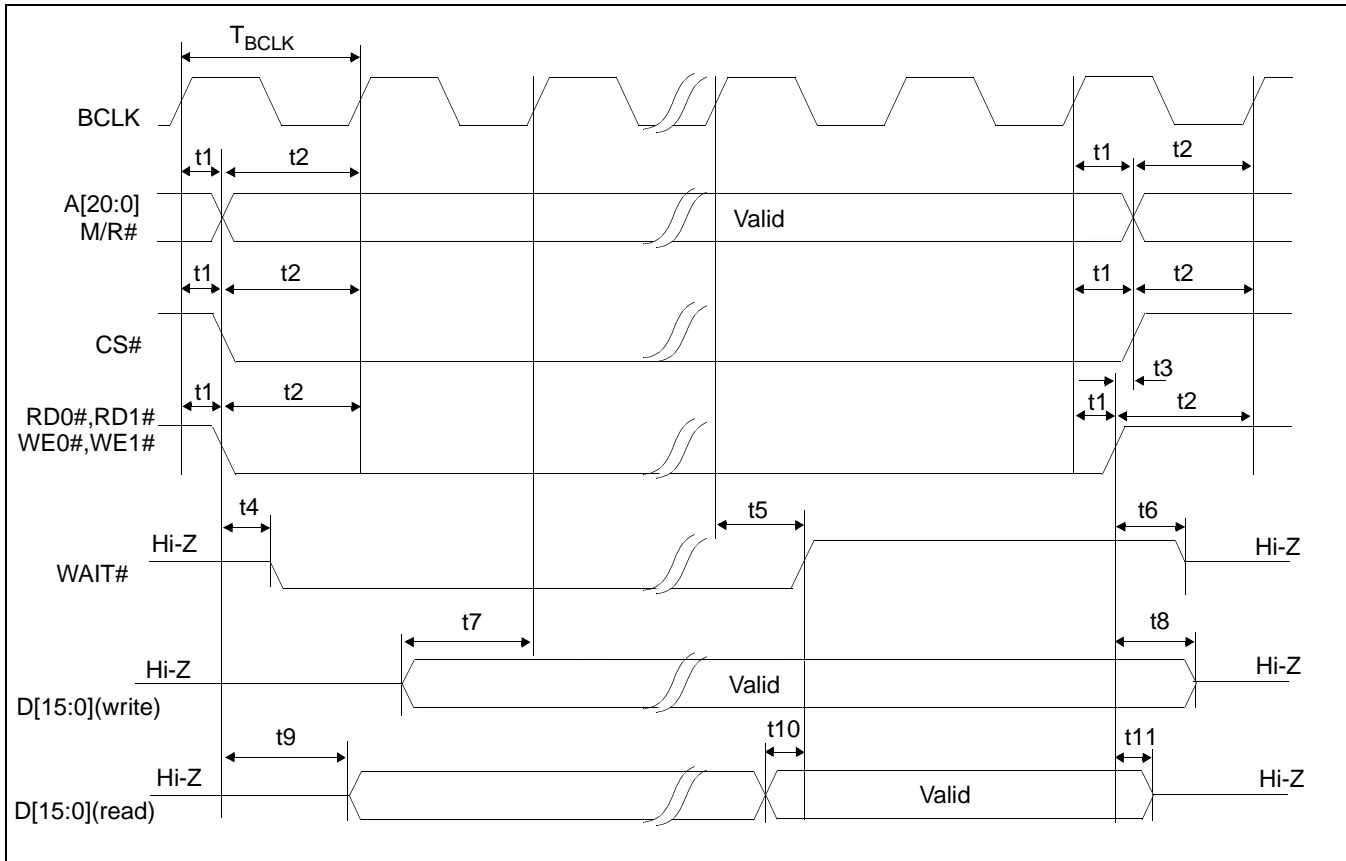 T_BCLK
BCLK
t1 t2 t1 t2
A[20:0]
M/R#
Valid
t1 t2 t1 t2
CS#
t3
t1 t2 t1 t2
RD0#,RD1#
WE0#,WE1#
t4 t5 t6
Hi-Z Hi-Z
WAIT#
t7 t8
Hi-Z Valid Hi-Z
D[15:0](write)
t9 t10 t11
Hi-Z Valid Hi-Z
D[15:0](read)